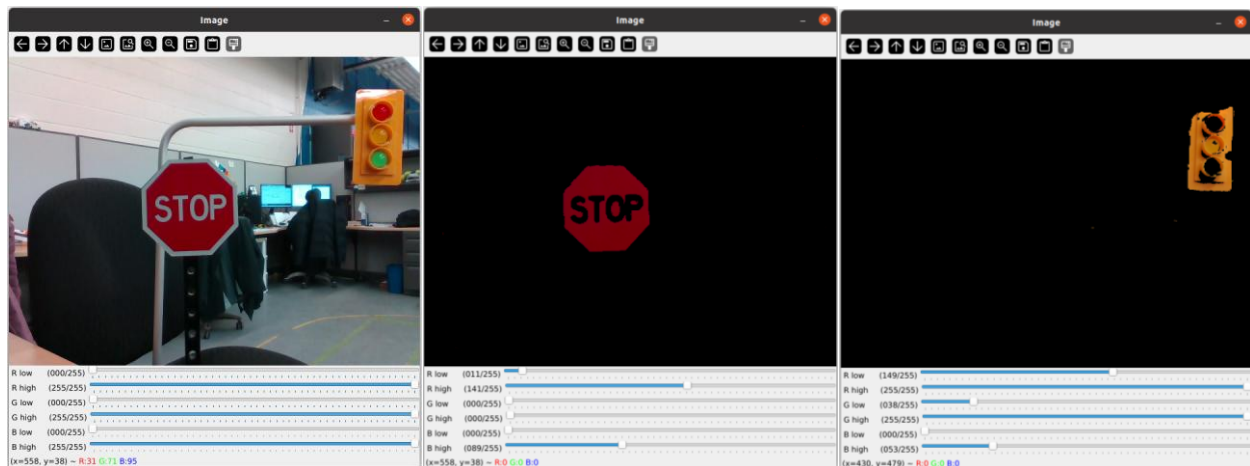 Image
STOP
R low (000/255)
R high (255/255)
G low (000/255)
G high (255/255)
B low (000/255)
B high (255/255)
(x=558, y=38) ~ R:31 G:71 B:95
Image
STOP
R low (011/255)
R high (141/255)
G low (000/255)
G high (000/255)
B low (000/255)
B high (089/255)
(x=558, y=38) ~ R:0 G:0 B:0
Image
R low (149/255)
R high (255/255)
G low (038/255)
G high (255/255)
B low (000/255)
B high (053/255)
(x=430, y=479) ~ R:0 G:0 B:0